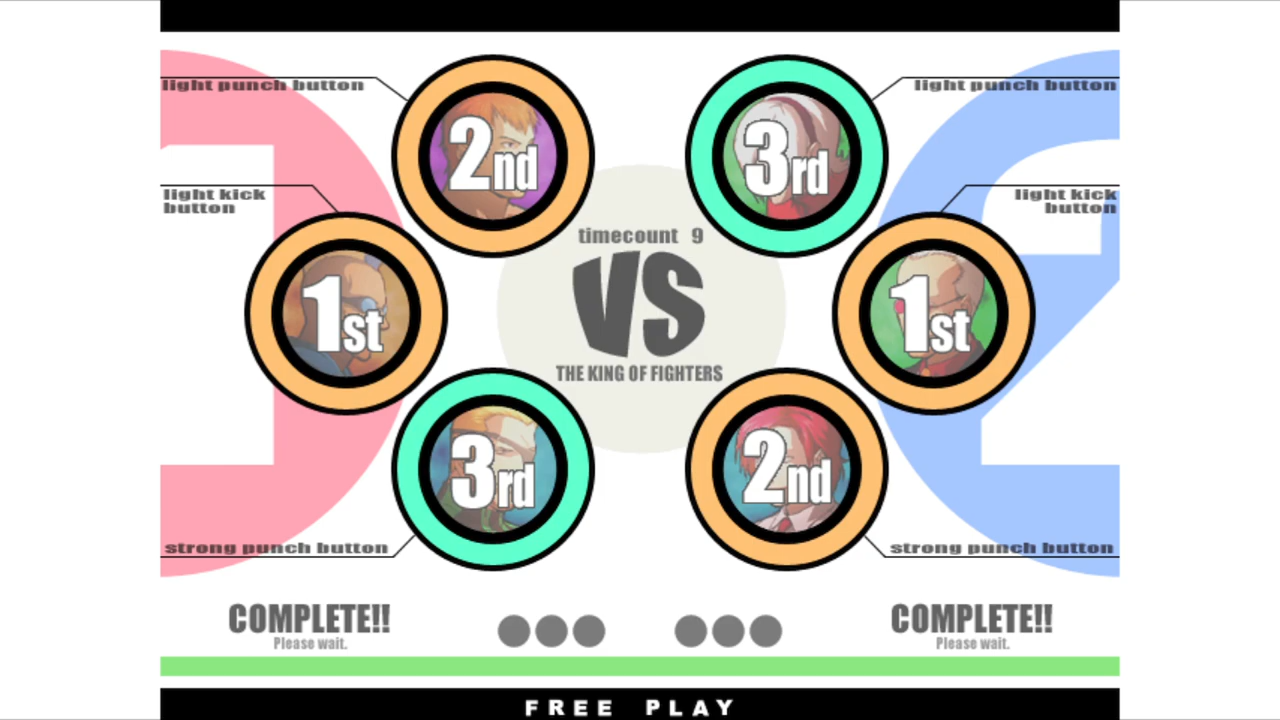 light punch button
light punch button
2nd
3rd
light kick
button
light kick
button
timecount 9
VS
THE KING OF FIGHTERS
1st
1st
3rd
2nd
strong punch button
strong punch button
COMPLETE!!
Please wait.
COMPLETE!!
Please wait.
FREE PLAY